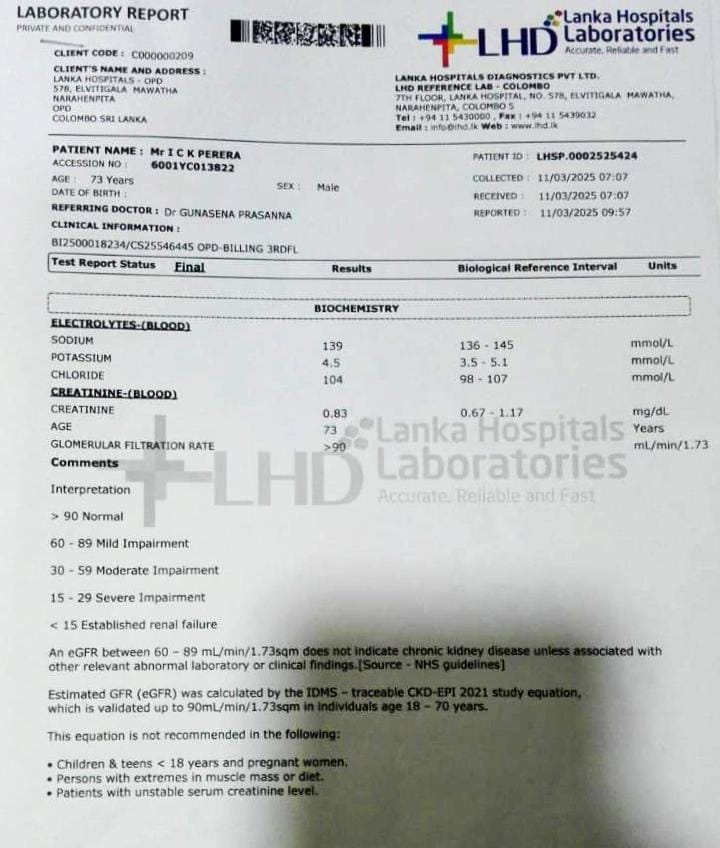 LABORATORY REPORT
PRIVATE AND CONFIDENTIAL
LHD Lanka Hospitals
Laboratories
Accurate, Reliable and Fast
CLIENT CODE : C000000209
CLIENT'S NAME AND ADDRESS :
LANKA HOSPITALS - OPD
578, ELVITIGALA MAWATHA
NARAHENPITA
OPD
COLOMBO SRI LANKA
LANKA HOSPITALS DIAGNOSTICS PVT LTD.
LHD REFERENCE LAB - COLOMBO
7TH FLOOR, LANKA HOSPITAL, NO. 578, ELVITIGALA MAWATHA,
NARAHENPITA, COLOMBO 5
Tel : +94 11 5430000 , Fax : +94 11 5439032
Email : info@lhd.lk Web : www.lhd.lk
PATIENT NAME : Mr I C K PERERA
PATIENT ID : LHSP.0002525424
ACCESSION NO : 6001YC013822
AGE : 73 Years SEX : Male
COLLECTED : 11/03/2025 07:07
DATE OF BIRTH :
RECEIVED : 11/03/2025 07:07
REFERRING DOCTOR : Dr GUNASENA PRASANNA
REPORTED : 11/03/2025 09:57
CLINICAL INFORMATION :
BI2500018234/CS25546445 OPD-BILLING 3RDFL
Test Report Status Final Results Biological Reference Interval Units
BIOCHEMISTRY
ELECTROLYTES-(BLOOD)
SODIUM 139 136 - 145 mmol/L
POTASSIUM 4.5 3.5 - 5.1 mmol/L
CHLORIDE 104 98 - 107 mmol/L
CREATININE-(BLOOD)
CREATININE 0.83 0.67 - 1.17 mg/dL
AGE 73 Years
GLOMERULAR FILTRATION RATE >90 mL/min/1.73
LHD Lanka Hospitals
Laboratories
Accurate, Reliable and Fast
Comments
Interpretation
> 90 Normal
60 - 89 Mild Impairment
30 - 59 Moderate Impairment
15 - 29 Severe Impairment
< 15 Established renal failure
An eGFR between 60 – 89 mL/min/1.73sqm does not indicate chronic kidney disease unless associated with
other relevant abnormal laboratory or clinical findings.[Source - NHS guidelines]
Estimated GFR (eGFR) was calculated by the IDMS – traceable CKD-EPI 2021 study equation,
which is validated up to 90mL/min/1.73sqm in individuals age 18 – 70 years.
This equation is not recommended in the following:
• Children & teens < 18 years and pregnant women.
• Persons with extremes in muscle mass or diet.
• Patients with unstable serum creatinine level.